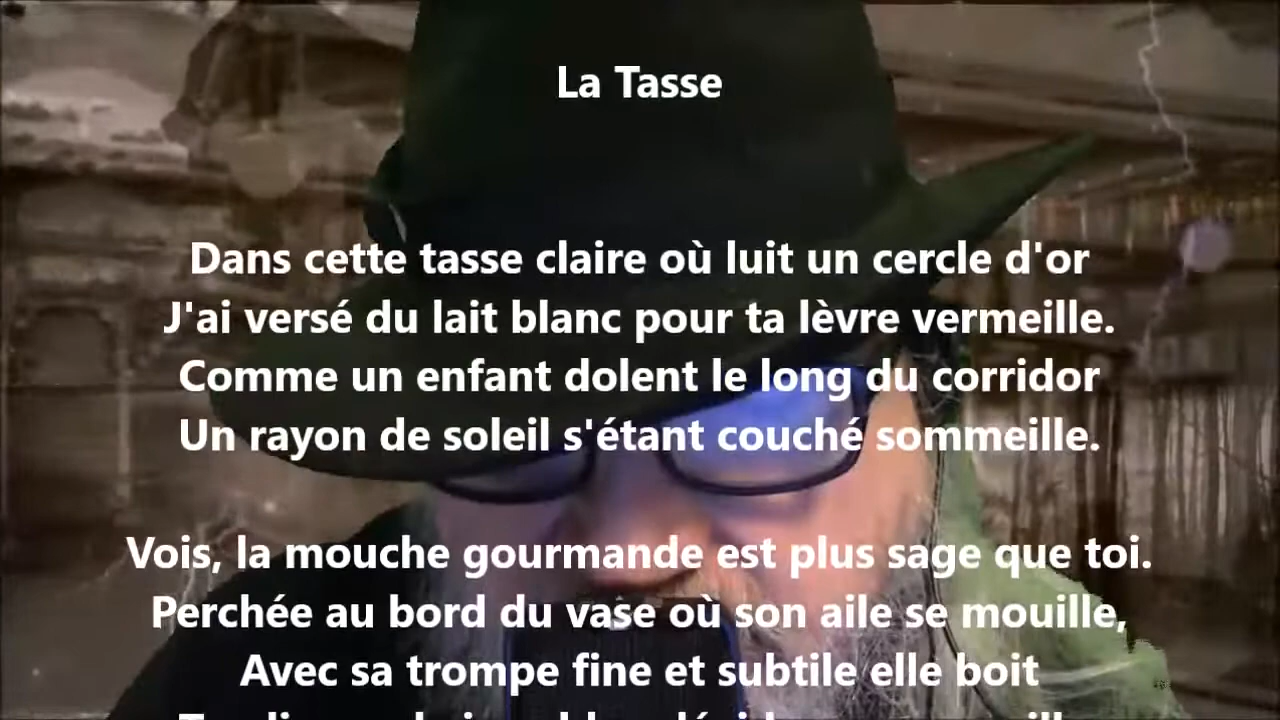 La Tasse
Dans cette tasse claire où luit un cercle d'or
J'ai versé du lait blanc pour ta lèvre vermeille.
Comme un enfant dolent le long du corridor
Un rayon de soleil s'étant couché sommeille.
Vois, la mouche gourmande est plus sage que toi.
Perchée au bord du vase où son aile se mouille,
Avec sa trompe fine et subtile elle boit